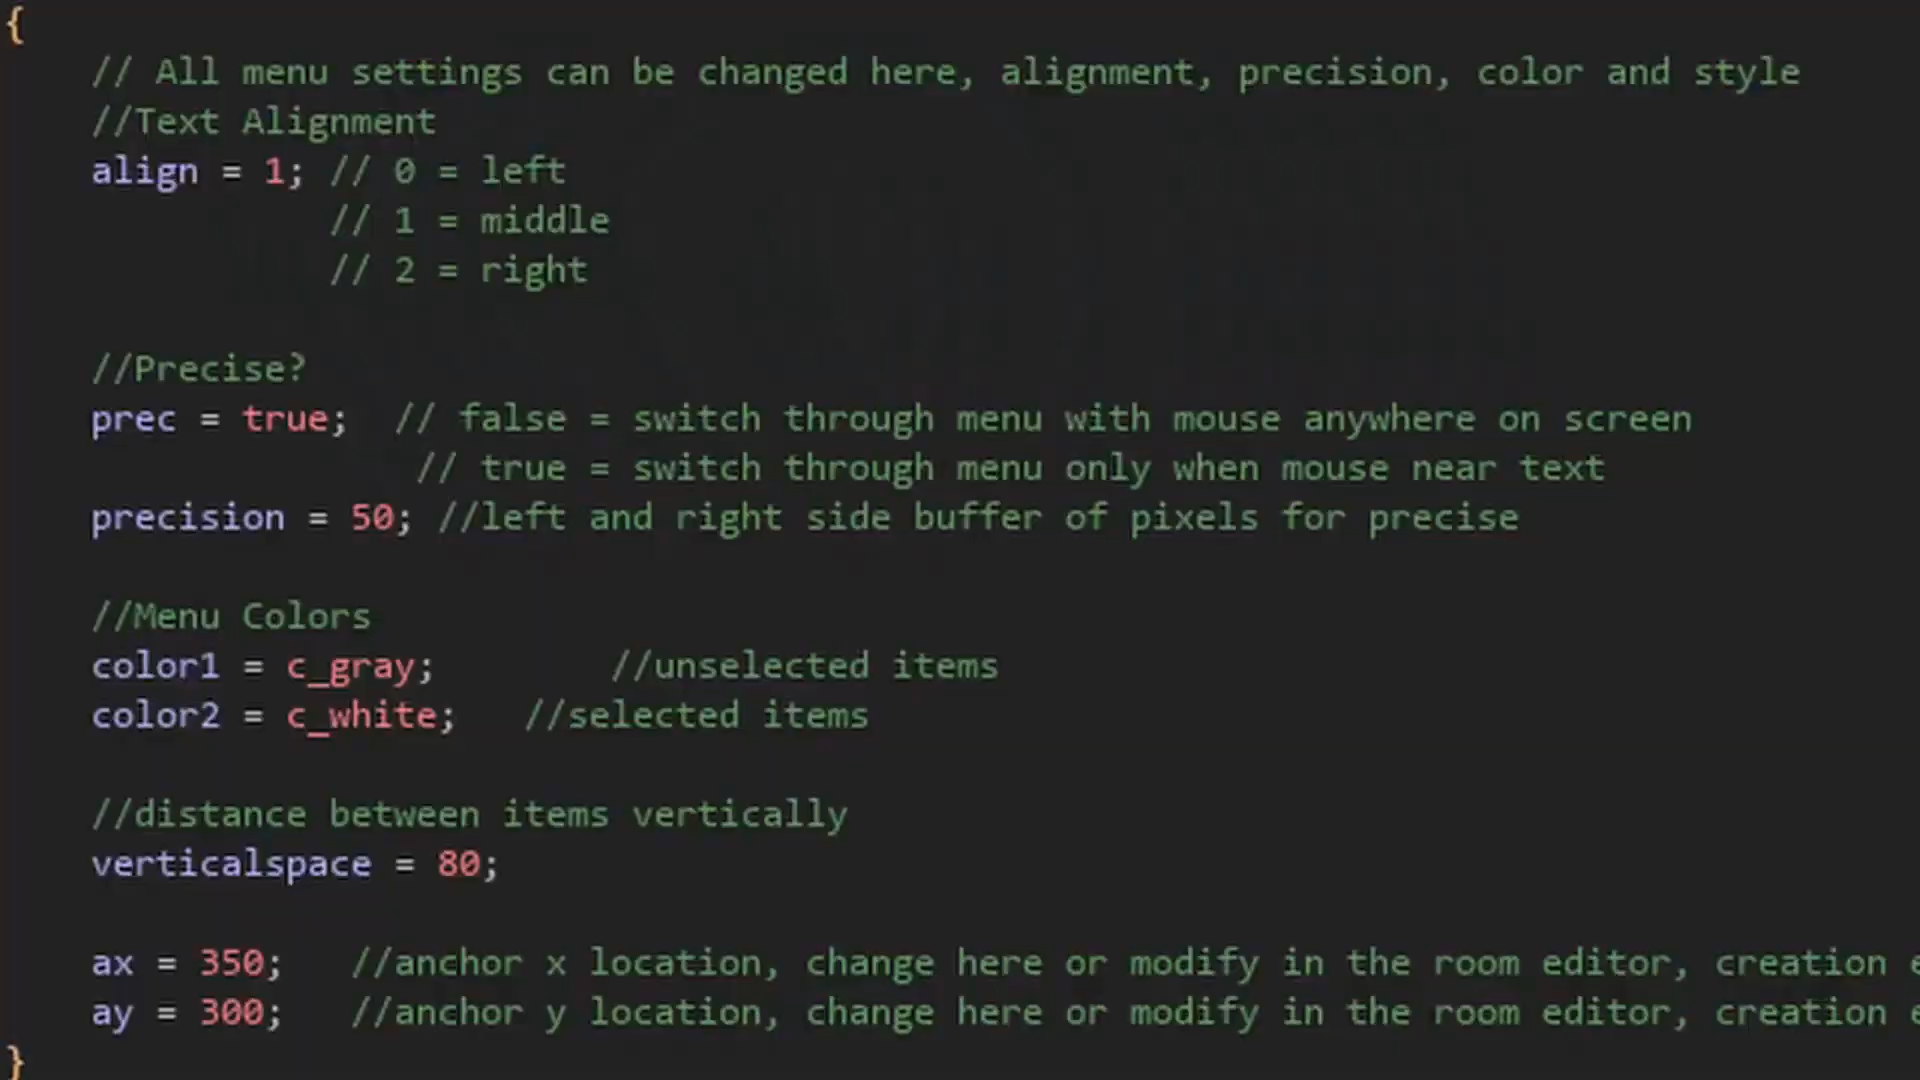 {
// All menu settings can be changed here, alignment, precision, color and style
//Text Alignment
align = 1; // 0 = left
// 1 = middle
// 2 = right
//Precise?
prec = true; // false = switch through menu with mouse anywhere on screen
// true = switch through menu only when mouse near text
precision = 50; //left and right side buffer of pixels for precise
//Menu Colors
color1 = c_gray; //unselected items
color2 = c_white; //selected items
//distance between items vertically
verticalspace = 80;
ax = 350; //anchor x location, change here or modify in the room editor, creation
ay = 300; //anchor y location, change here or modify in the room editor, creation
}